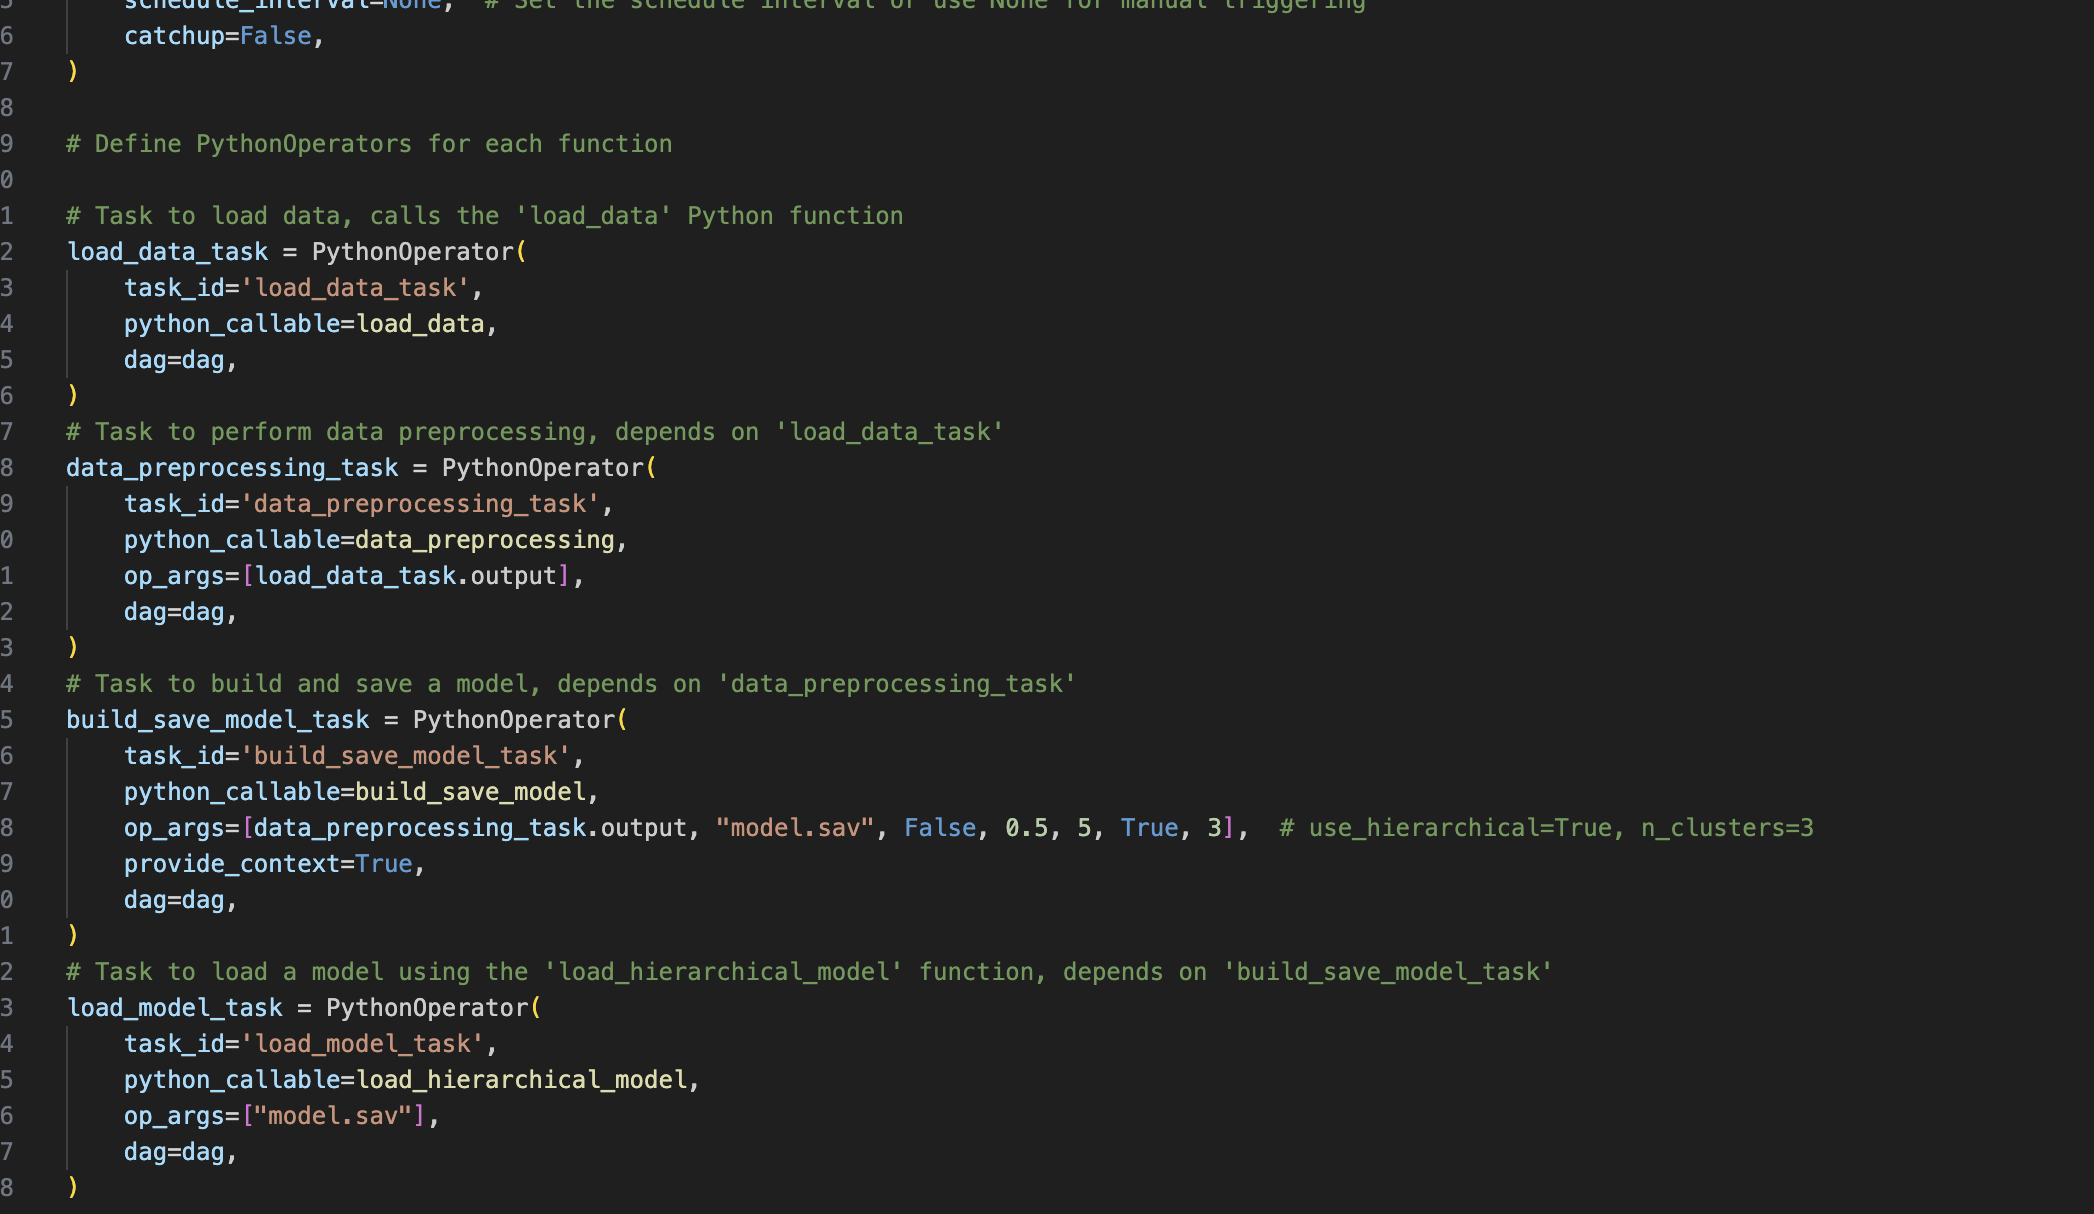 5        schedule_interval=None,  # Set the schedule interval or use None for manual triggering
6        catchup=False,
7    )
8
9    # Define PythonOperators for each function
0
1    # Task to load data, calls the 'load_data' Python function
2    load_data_task = PythonOperator(
3        task_id='load_data_task',
4        python_callable=load_data,
5        dag=dag,
6    )
7    # Task to perform data preprocessing, depends on 'load_data_task'
8    data_preprocessing_task = PythonOperator(
9        task_id='data_preprocessing_task',
0        python_callable=data_preprocessing,
1        op_args=[load_data_task.output],
2        dag=dag,
3    )
4    # Task to build and save a model, depends on 'data_preprocessing_task'
5    build_save_model_task = PythonOperator(
6        task_id='build_save_model_task',
7        python_callable=build_save_model,
8        op_args=[data_preprocessing_task.output, "model.sav", False, 0.5, 5, True, 3],  # use_hierarchical=True, n_clusters=3
9        provide_context=True,
0        dag=dag,
1    )
2    # Task to load a model using the 'load_hierarchical_model' function, depends on 'build_save_model_task'
3    load_model_task = PythonOperator(
4        task_id='load_model_task',
5        python_callable=load_hierarchical_model,
6        op_args=["model.sav"],
7        dag=dag,
8    )